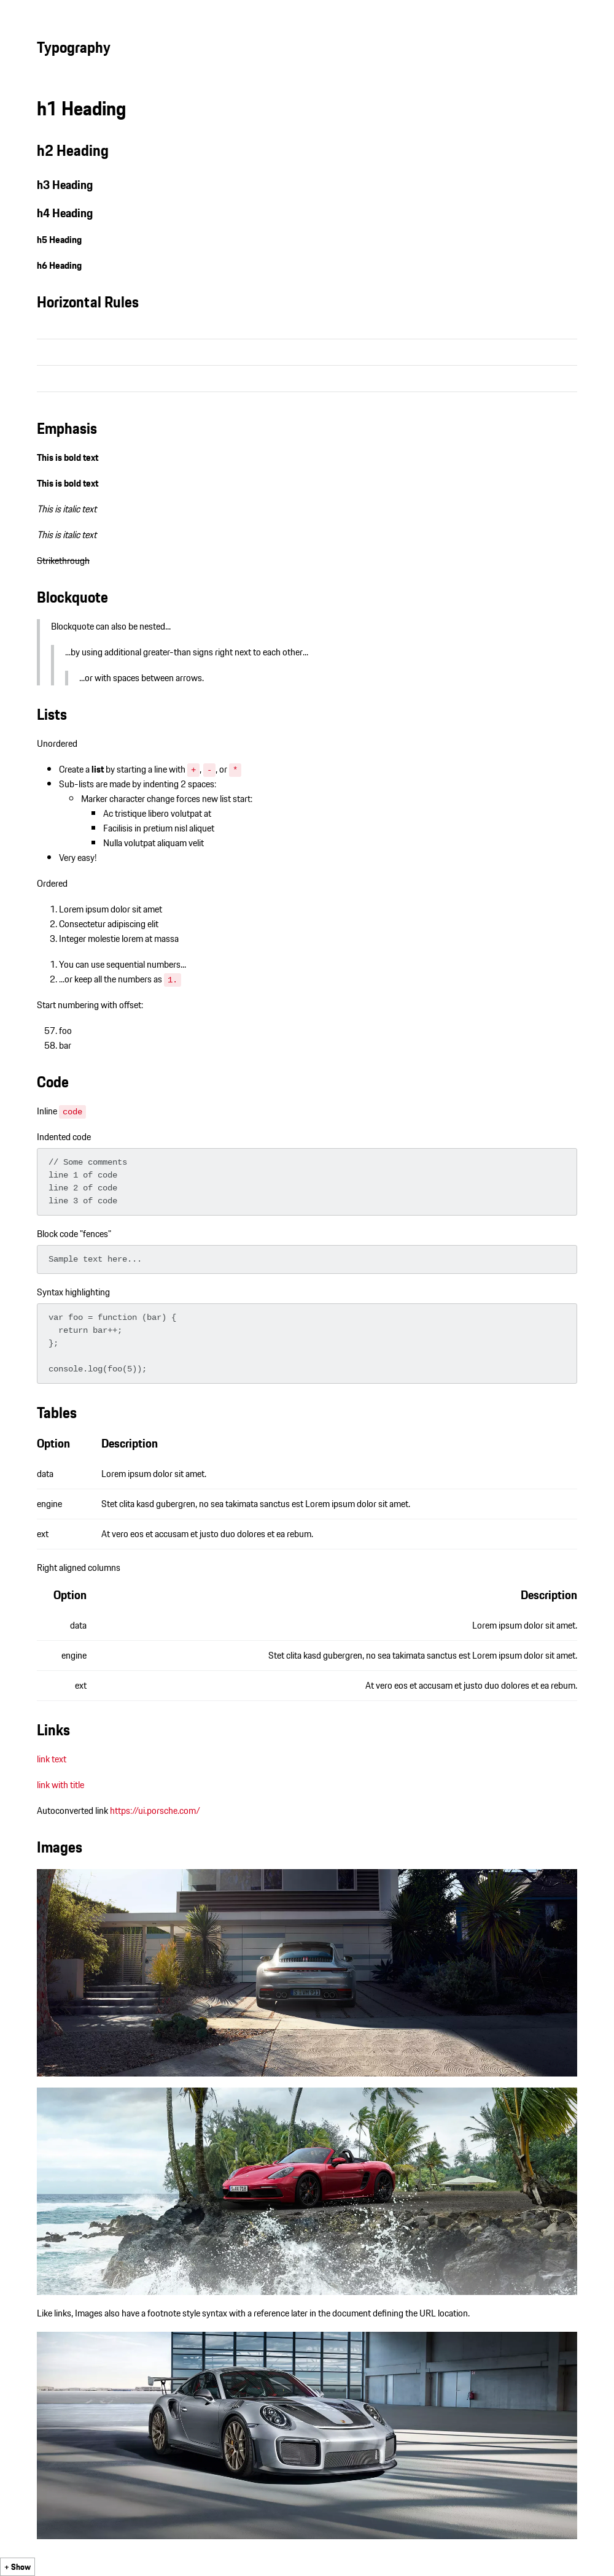 Typography
h1 Heading
h2 Heading
h3 Heading
h4 Heading
h5 Heading
h6 Heading
Horizontal Rules
Emphasis
This is bold text
This is bold text
This is italic text
This is italic text
Strikethrough
Blockquote
Blockquote can also be nested...
...by using additional greater-than signs right next to each other...
...or with spaces between arrows.
Lists
Unordered
Create a list by starting a line with +, -, or *
Sub-lists are made by indenting 2 spaces:
Marker character change forces new list start:
Ac tristique libero volutpat at
Facilisis in pretium nisl aliquet
Nulla volutpat aliquam velit
Very easy!
Ordered
1. Lorem ipsum dolor sit amet
2. Consectetur adipiscing elit
3. Integer molestie lorem at massa
1. You can use sequential numbers...
2. ...or keep all the numbers as 1.
Start numbering with offset:
57. foo
58. bar
Code
Inline code
Indented code
// Some comments
line 1 of code
line 2 of code
line 3 of code
Block code "fences"
Sample text here...
Syntax highlighting
var foo = function (bar) {
  return bar++;
};
console.log(foo(5));
Tables
Option Description
data Lorem ipsum dolor sit amet.
engine Stet clita kasd gubergren, no sea takimata sanctus est Lorem ipsum dolor sit amet.
ext At vero eos et accusam et justo duo dolores et ea rebum.
Right aligned columns
Option Description
data Lorem ipsum dolor sit amet.
engine Stet clita kasd gubergren, no sea takimata sanctus est Lorem ipsum dolor sit amet.
ext At vero eos et accusam et justo duo dolores et ea rebum.
Links
link text
link with title
Autoconverted link https://ui.porsche.com/
Images
Like links, Images also have a footnote style syntax with a reference later in the document defining the URL location.
+ Show